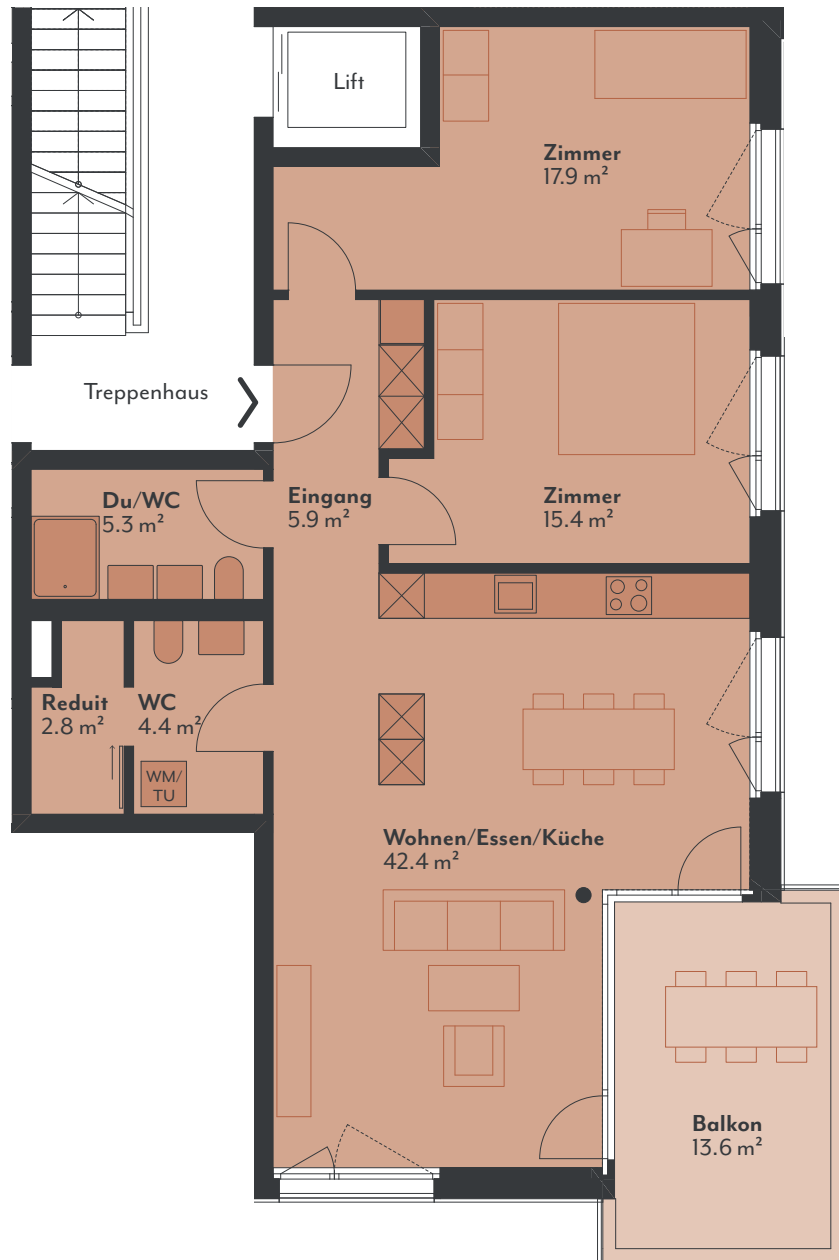 Lift
Zimmer
17.9 m²
Treppenhaus
Du/WC
5.3 m²
Eingang
5.9 m²
Zimmer
15.4 m²
Reduit
2.8 m²
WC
4.4 m²
WM/
TU
Wohnen/Essen/Küche
42.4 m²
Balkon
13.6 m²